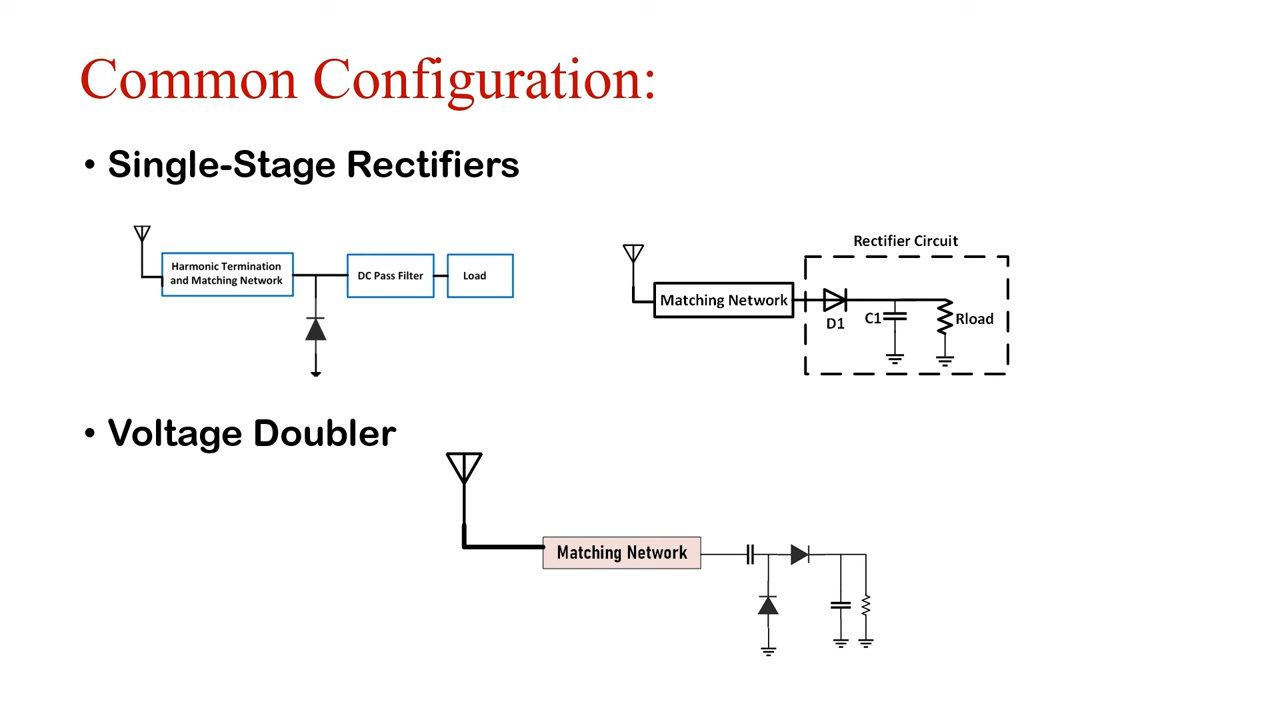 Common Configuration:
• Single-Stage Rectifiers
Harmonic Termination
and Matching Network
DC Pass Filter
Load
Rectifier Circuit
Matching Network
D1
C1
Rload
• Voltage Doubler
Matching Network